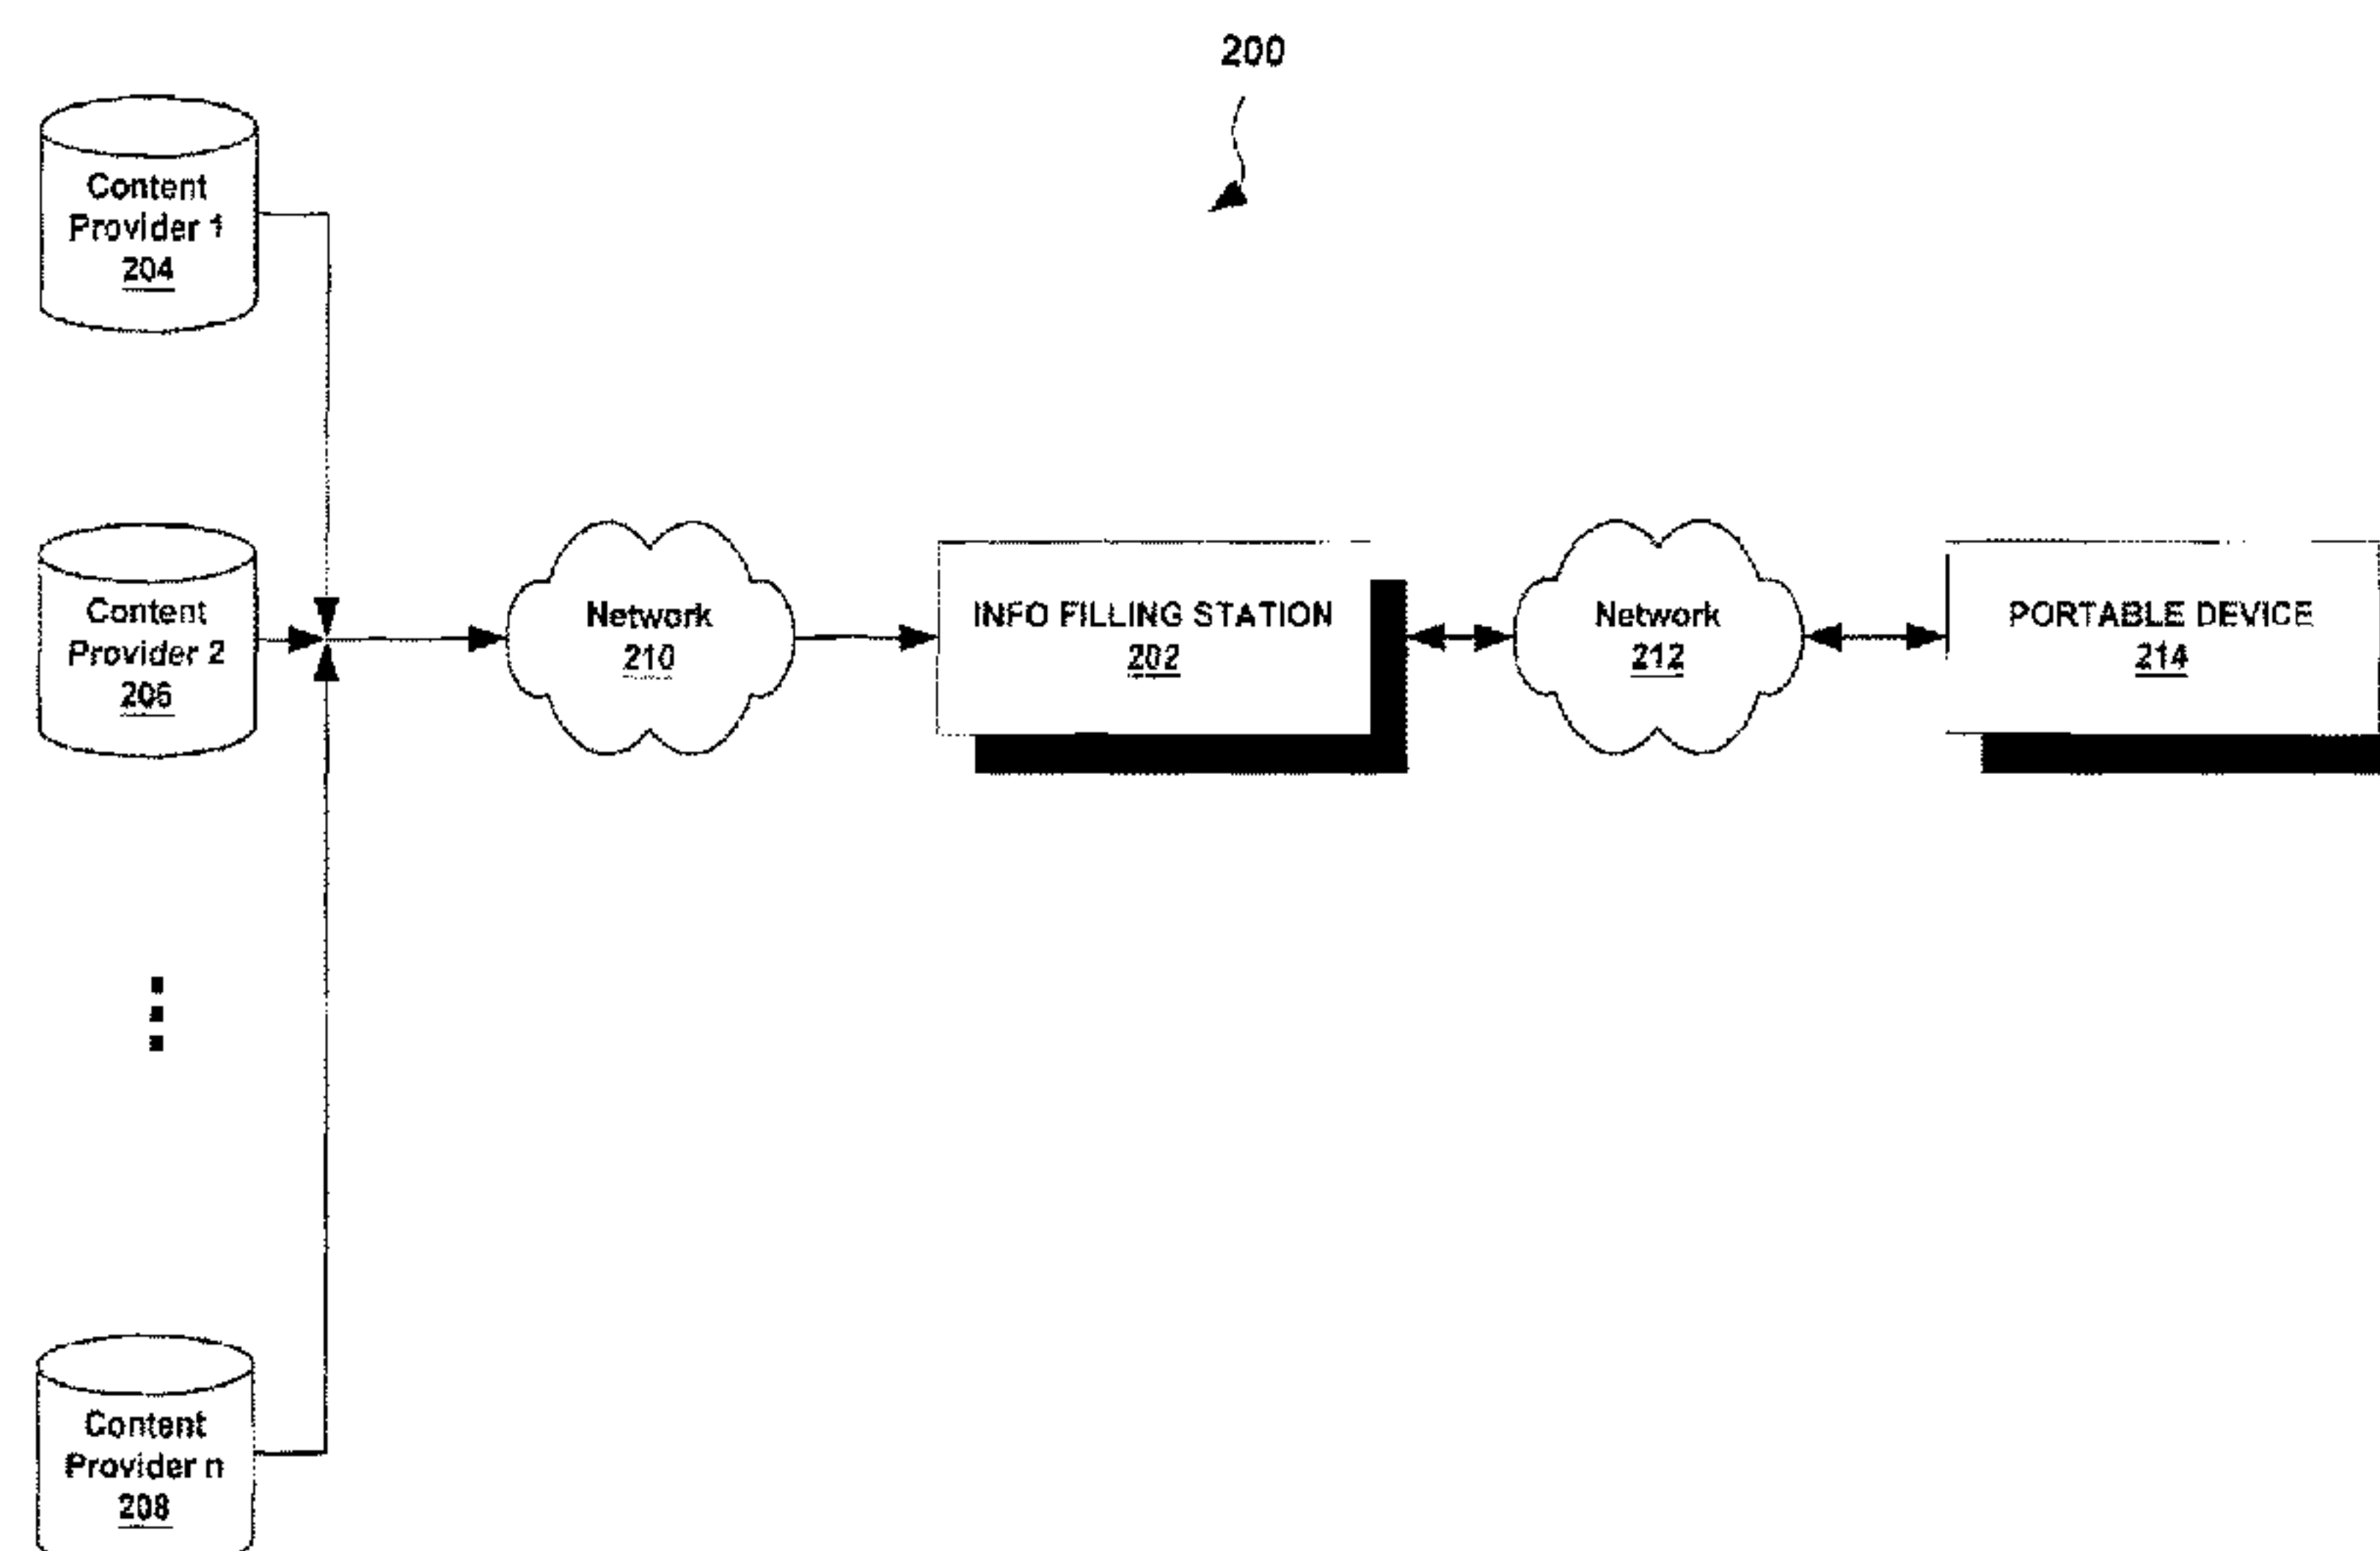 200
Content
Provider 1
204
Content
Provider 2
206
Network
210
INFO FILLING STATION
202
Network
212
PORTABLE DEVICE
214
Content
Provider n
208